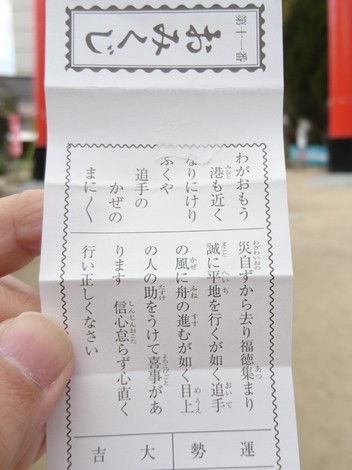 第十一番
おみくじ
わがおもう
港も近く
なりにけり
ふくや
追手の
かぜの
まに〱
災自ずから去り福徳集まり
誠に平地を行くが如く追手
の風に舟の進むが如く目上
の人の助をうけて喜事があ
ります 信心怠らず心直く
行い正しくなさい
運勢
大吉